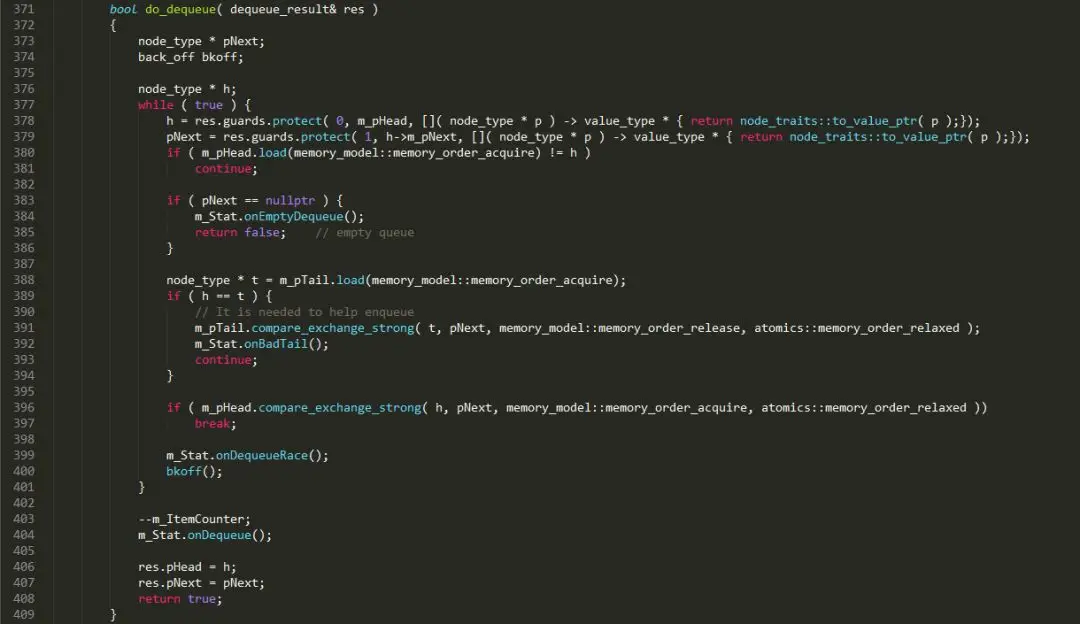 371 bool do_dequeue( dequeue_result& res )
372 {
373 node_type * pNext;
374 back_off bkoff;
375
376 node_type * h;
377 while ( true ) {
378 h = res.guards.protect( 0, m_pHead, []( node_type * p ) -> value_type * { return node_traits::to_value_ptr( p );});
379 pNext = res.guards.protect( 1, h->m_pNext, []( node_type * p ) -> value_type * { return node_traits::to_value_ptr( p );});
380 if ( m_pHead.load(memory_model::memory_order_acquire) != h )
381 continue;
382
383 if ( pNext == nullptr ) {
384 m_Stat.onEmptyDequeue();
385 return false; // empty queue
386 }
387
388 node_type * t = m_pTail.load(memory_model::memory_order_acquire);
389 if ( h == t ) {
390 // It is needed to help enqueue
391 m_pTail.compare_exchange_strong( t, pNext, memory_model::memory_order_release, atomics::memory_order_relaxed );
392 m_Stat.onBadTail();
393 continue;
394 }
395
396 if ( m_pHead.compare_exchange_strong( h, pNext, memory_model::memory_order_acquire, atomics::memory_order_relaxed ))
397 break;
398
399 m_Stat.onDequeueRace();
400 bkoff();
401 }
402
403 --m_ItemCounter;
404 m_Stat.onDequeue();
405
406 res.pHead = h;
407 res.pNext = pNext;
408 return true;
409 }